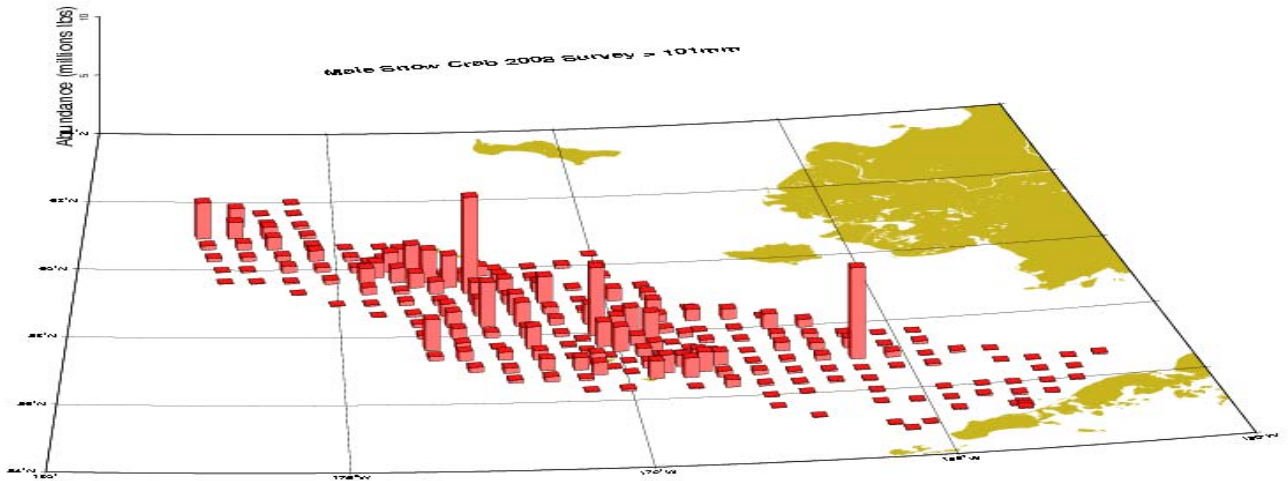 10
5
Abundance (millions lbs)
Male Snow Crab 2008 Survey > 101mm
62°N
60°N
58°N
56°N
54°N
180°
175°W
170°W
165°W
160°W